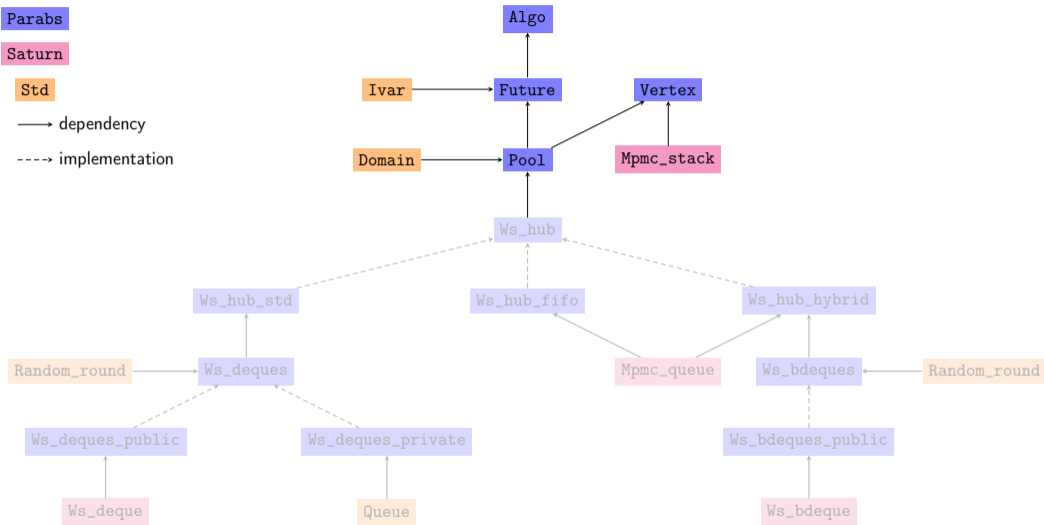 Parabs
Algo
Saturn
Std
Ivar
Future
Vertex
dependency
implementation
Domain
Pool
Mpmc_stack
Ws_hub
Ws_hub_std
Ws_hub_fifo
Ws_hub_hybrid
Random_round
Ws_deques
Mpmc_queue
Ws_bdeques
Random_round
Ws_deques_public
Ws_deques_private
Ws_bdeques_public
Ws_deque
Queue
Ws_bdeque